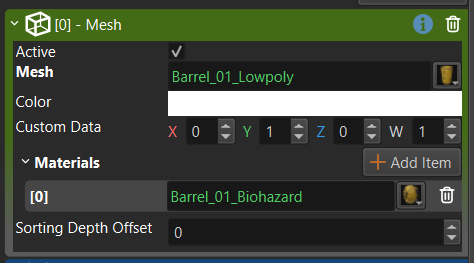 [0] - Mesh
Active
Mesh Barrel_01_Lowpoly
Color
Custom Data X 0 Y 1 Z 0 W 1
Materials Add Item
[0] Barrel_01_Biohazard
Sorting Depth Offset 0